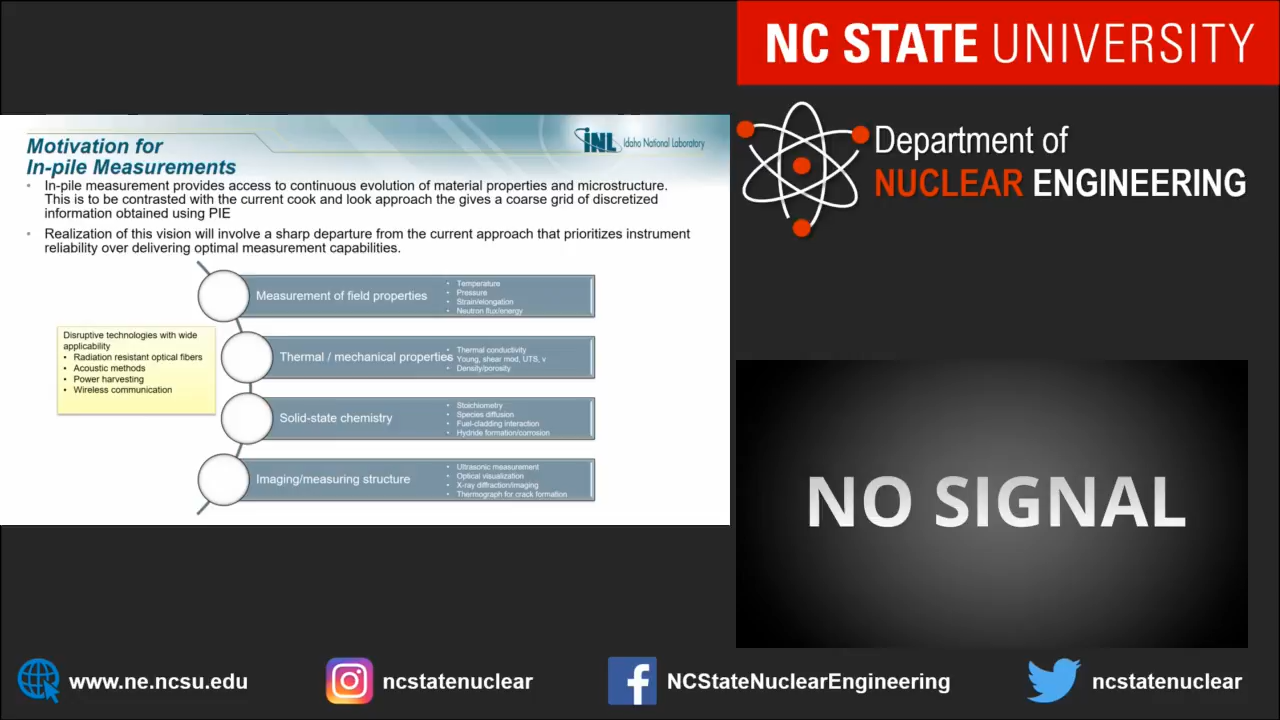 NC STATE UNIVERSITY
Department of
NUCLEAR ENGINEERING
Motivation for
In-pile Measurements
INL Idaho National Laboratory
• In-pile measurement provides access to continuous evolution of material properties and microstructure.
This is to be contrasted with the current cook and look approach the gives a coarse grid of discretized
information obtained using PIE
• Realization of this vision will involve a sharp departure from the current approach that prioritizes instrument
reliability over delivering optimal measurement capabilities.
Measurement of field properties
• Temperature
• Pressure
• Strain/elongation
• Neutron flux/energy
Disruptive technologies with wide
applicability
• Radiation resistant optical fibers
• Acoustic methods
• Power harvesting
• Wireless communication
Thermal / mechanical properties
• Thermal conductivity
• Young, shear mod, UTS, v
• Density/porosity
Solid-state chemistry
• Stoichiometry
• Species diffusion
• Fuel-cladding interaction
• Hydride formation/corrosion
Imaging/measuring structure
• Ultrasonic measurement
• Optical visualization
• X-ray diffraction/imaging
• Thermograph for crack formation
NO SIGNAL
www.ne.ncsu.edu
ncstatenuclear
NCStateNuclearEngineering
ncstatenuclear